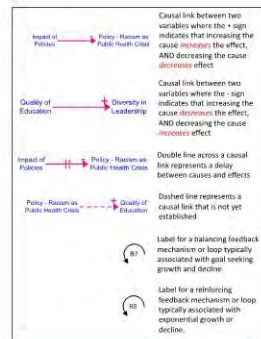 Impact of
Policies
+
Policy - Racism as
Public Health Crisis
Causal link between two
variables where the + sign
indicates that increasing the
cause increases the effect,
AND decreasing the cause
decreases effect
Quality of
Education
Diversity in
Leadership
Causal link between two
variables where the - sign
indicates that increasing the
cause decreases the effect,
AND decreasing the cause
increases effect
Impact of
Policies
+
Policy - Racism as
Public Health Crisis
Double line across a causal
link represents a delay
between causes and effects
Policy - Racism as
Public Health Crisis
+
Quality of
Education
Dashed line represents a
causal link that is not yet
established
B7
Label for a balancing feedback
mechanism or loop typically
associated with goal seeking
growth and decline
Label for a reinforcing
feedback mechanism or loop
typically associated with
exponential growth or
decline.